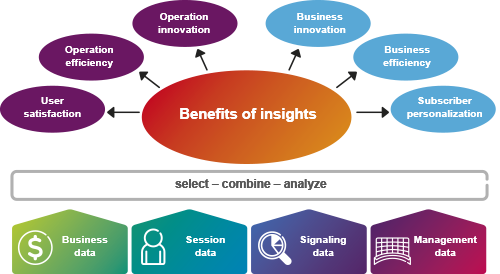 Operation
innovation
Business
innovation
Operation
efficiency
Business
efficiency
User
satisfaction
Benefits of insights
Subscriber
personalization
select – combine – analyze
Business
data
Session
data
Signaling
data
Management
data